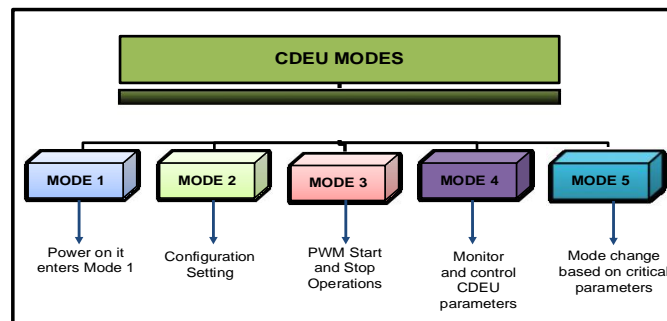 CDEU MODES
MODE 1
MODE 2
MODE 3
MODE 4
MODE 5
Power on it
enters Mode 1
Configuration
Setting
PWM Start
and Stop
Operations
Monitor
and control
CDEU
parameters
Mode change
based on critical
parameters